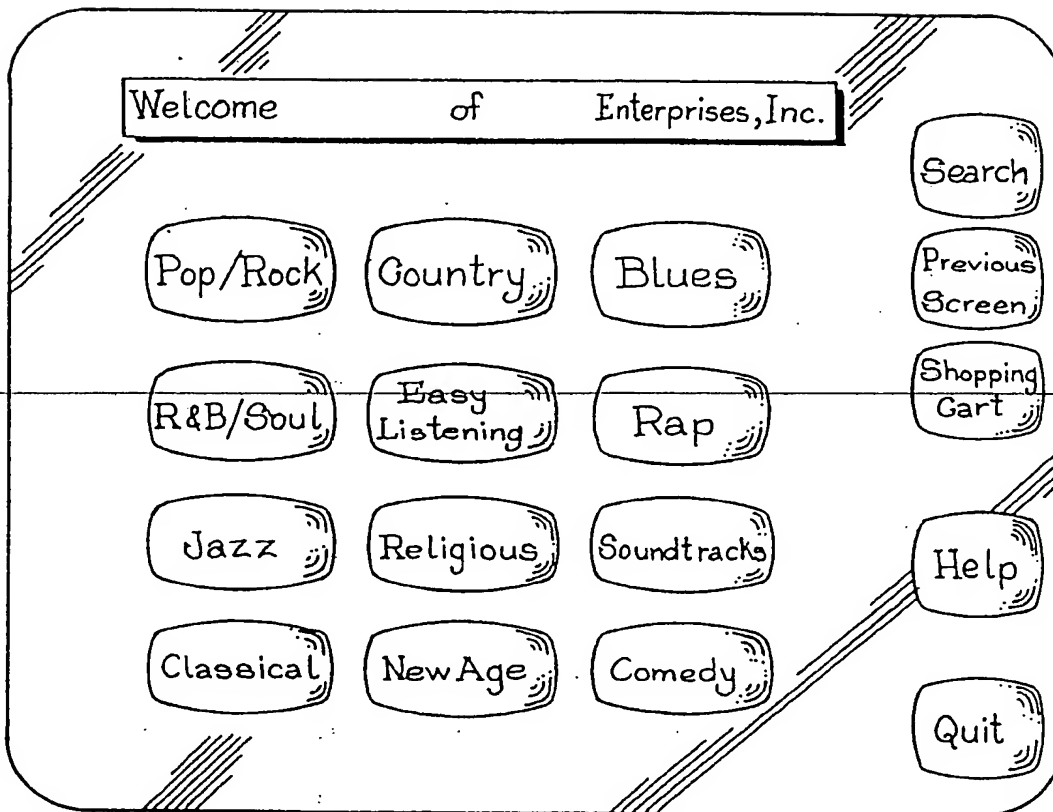 Welcome of Enterprises, Inc.
Search
Pop/Rock Country Blues
Previous
Screen
R&B/Soul Easy
Listening Rap
Shopping
Cart
Jazz Religious Soundtracks
Help
Classical New Age Comedy
Quit